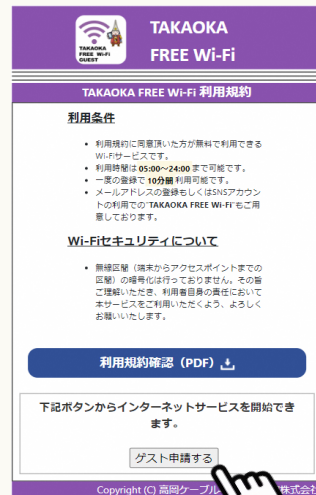 TAKAOKA
FREE Wi-Fi
GUEST
TAKAOKA
FREE Wi-Fi
TAKAOKA FREE Wi-Fi 利用規約
利用条件
• 利用規約に同意頂いた方が無料で利用できる
Wi-Fiサービスです。
• 利用時間は 05:00〜24:00 まで可能です。
• 一度の登録で 10分間 利用可能です。
• メールアドレスの登録もしくはSNSアカウン
トの利用での"TAKAOKA FREE Wi-Fi"もご用
意しております。
Wi-Fiセキュリティについて
• 無線区間（端末からアクセスポイントまでの
区間）の暗号化は行っておりません。その旨
ご理解いただき、利用者自身の責任において
本サービスをご利用いただくよう、よろしく
お願いいたします。
利用規約確認（PDF）
下記ボタンからインターネットサービスを開始でき
ます。
ゲスト申請する
Copyright (C) 高岡ケーブル 株式会社